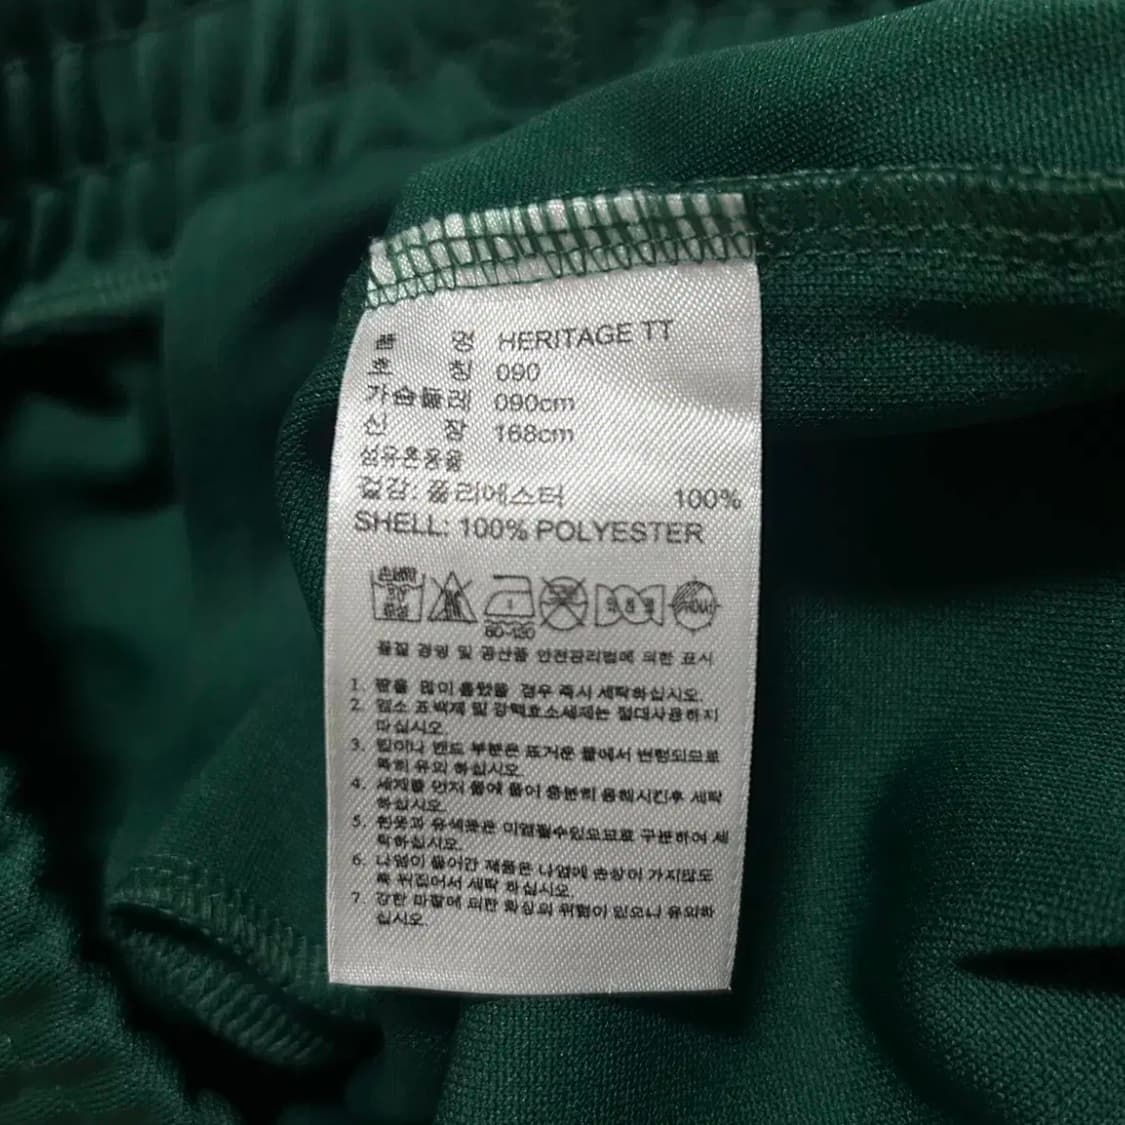 품 명 HERITAGE TT
호 칭 090
가슴둘레 090cm
신 장 168cm
섬유혼용율
겉감: 폴리에스터 100%
SHELL: 100% POLYESTER
손세탁
중성
80-120
품질 경영 및 공산품 안전관리법에 의한 표시
1. 땀을 많이 흘렸을 경우 즉시 세탁하십시오.
2. 염소 표백제 및 강력효소세제는 절대사용하지
마십시오.
3. 밑이나 밴드 부분은 뜨거운 물에서 변형되므로
특히 유의 하십시오.
4. 세제를 먼저 물에 풀어 충분히 용해시킨후 세탁
하십시오.
5. 흰옷과 유색옷은 이염될수있으므로 구분하여 세
탁하십시오.
6. 나염이 들어간 제품은 나염에 손상이 가지않도
록 뒤집어서 세탁 하십시오.
7. 강한 마찰에 의한 화상의 위험이 있으니 유의하
십시오.